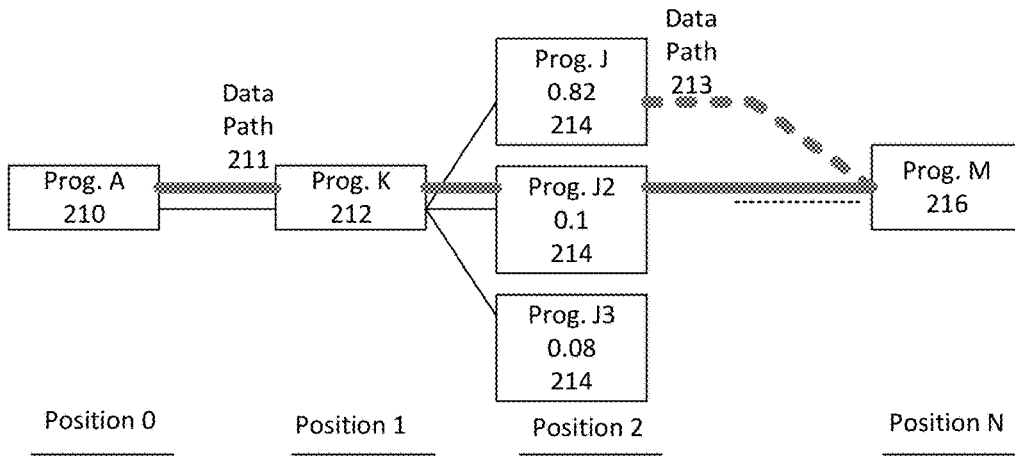 Data
Path
213
Prog. J
0.82
214
Data
Path
211
Prog. A
210
Prog. K
212
Prog. J2
0.1
214
Prog. M
216
Prog. J3
0.08
214
Position 0
Position 1
Position 2
Position N